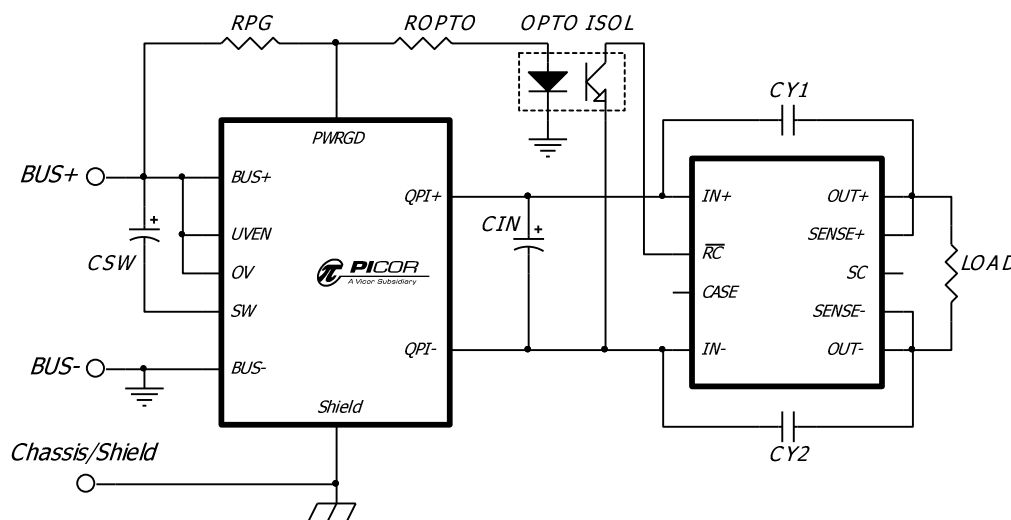 RPG
ROPTO
OPTO ISOL
CY1
PWRGD
BUS+
BUS+
QPI+
IN+
OUT+
+
CIN
+
UVEN
SENSE+
CSW
RC
OV
SC
LOAD
PICOR
A Vicor Subsidiary
CASE
SW
SENSE-
QPI-
IN-
OUT-
BUS-
BUS-
Shield
CY2
Chassis/Shield